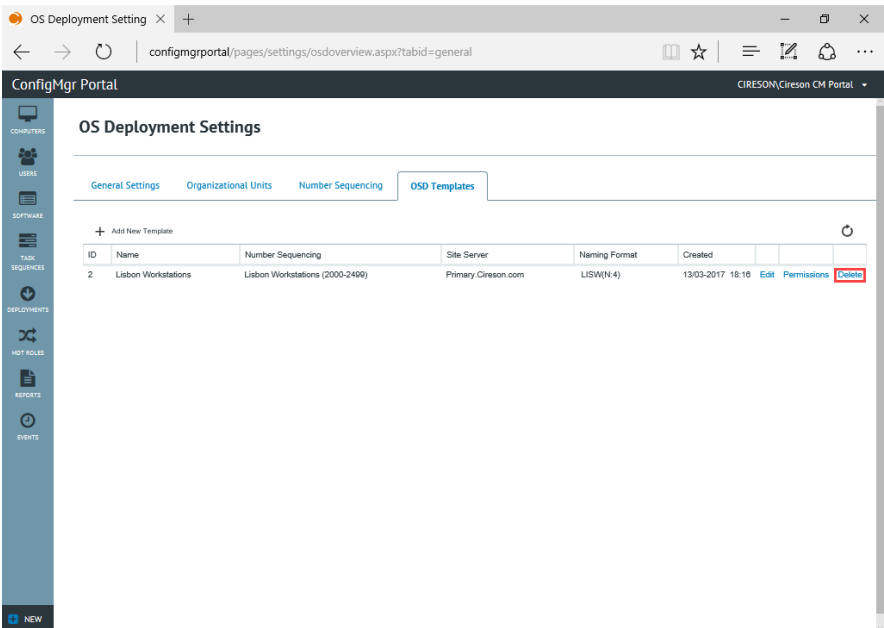 OS Deployment Setting
configmgrportal/pages/settings/osdoverview.aspx?tabid=general
ConfigMgr Portal
CIRESON\Cireson CM Portal
COMPUTERS
USERS
SOFTWARE
TASK
SEQUENCES
DEPLOYMENTS
MDT ROLES
REPORTS
EVENTS
NEW
OS Deployment Settings
General Settings Organizational Units Number Sequencing OSD Templates
Add New Template
ID Name Number Sequencing Site Server Naming Format Created
2 Lisbon Workstations Lisbon Workstations (2000-2499) Primary.Cireson.com LISW(N:4) 13/03-2017 18:16 Edit Permissions Delete